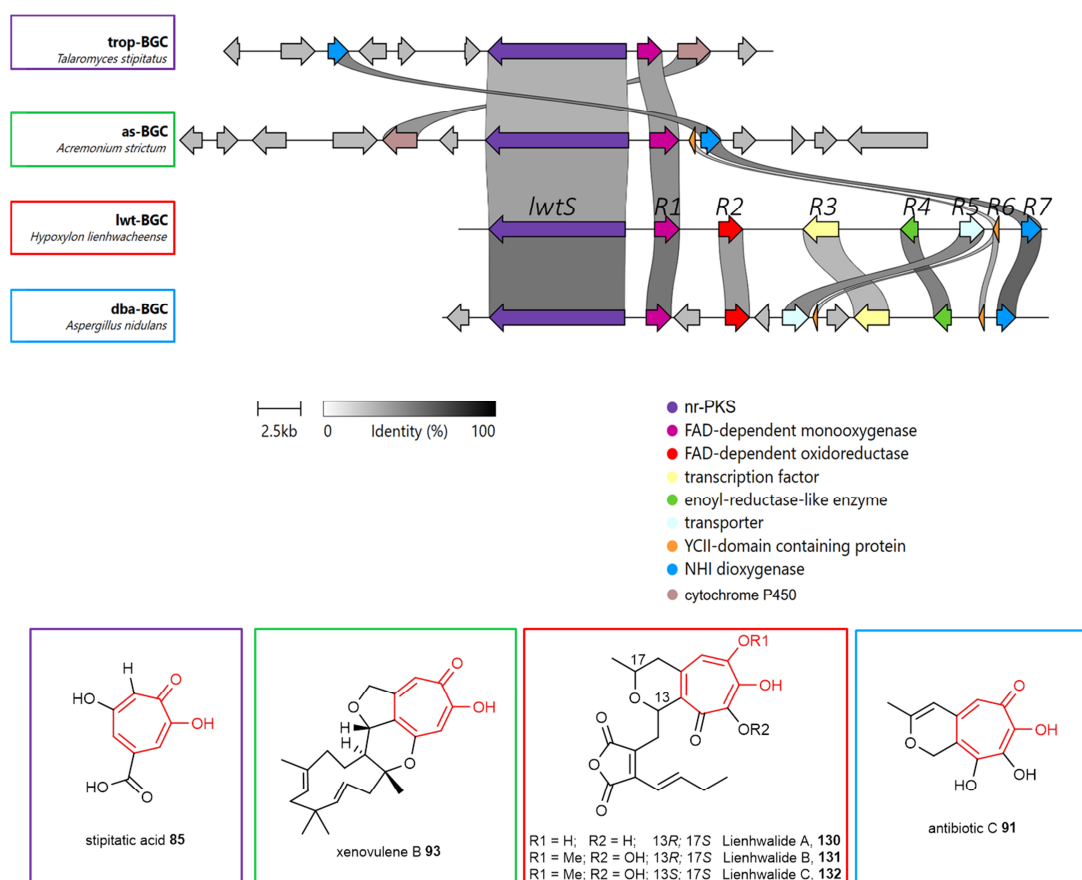 trop-BGC
Talaromyces stipitatus
as-BGC
Acremonium strictum
lwt-BGC
Hypoxylon lienhwacheense
lwtS R1 R2 R3 R4 R5 R6 R7
dba-BGC
Aspergillus nidulans
2.5kb
0 Identity (%) 100
nr-PKS
FAD-dependent monooxygenase
FAD-dependent oxidoreductase
transcription factor
enoyl-reductase-like enzyme
transporter
YCII-domain containing protein
NHI dioxygenase
cytochrome P450
H
O
HO
OH
HO
O
stipitatic acid 85
O
O
OH
H
H
O
xenovulene B 93
OR1
17
O
13
OH
O
OR2
O
O
O
R1 = H; R2 = H; 13R; 17S Lienhwalide A, 130
R1 = Me; R2 = OH; 13R; 17S Lienhwalide B, 131
R1 = Me; R2 = OH; 13S; 17S Lienhwalide C, 132
O
OH
O
HO
OH
antibiotic C 91